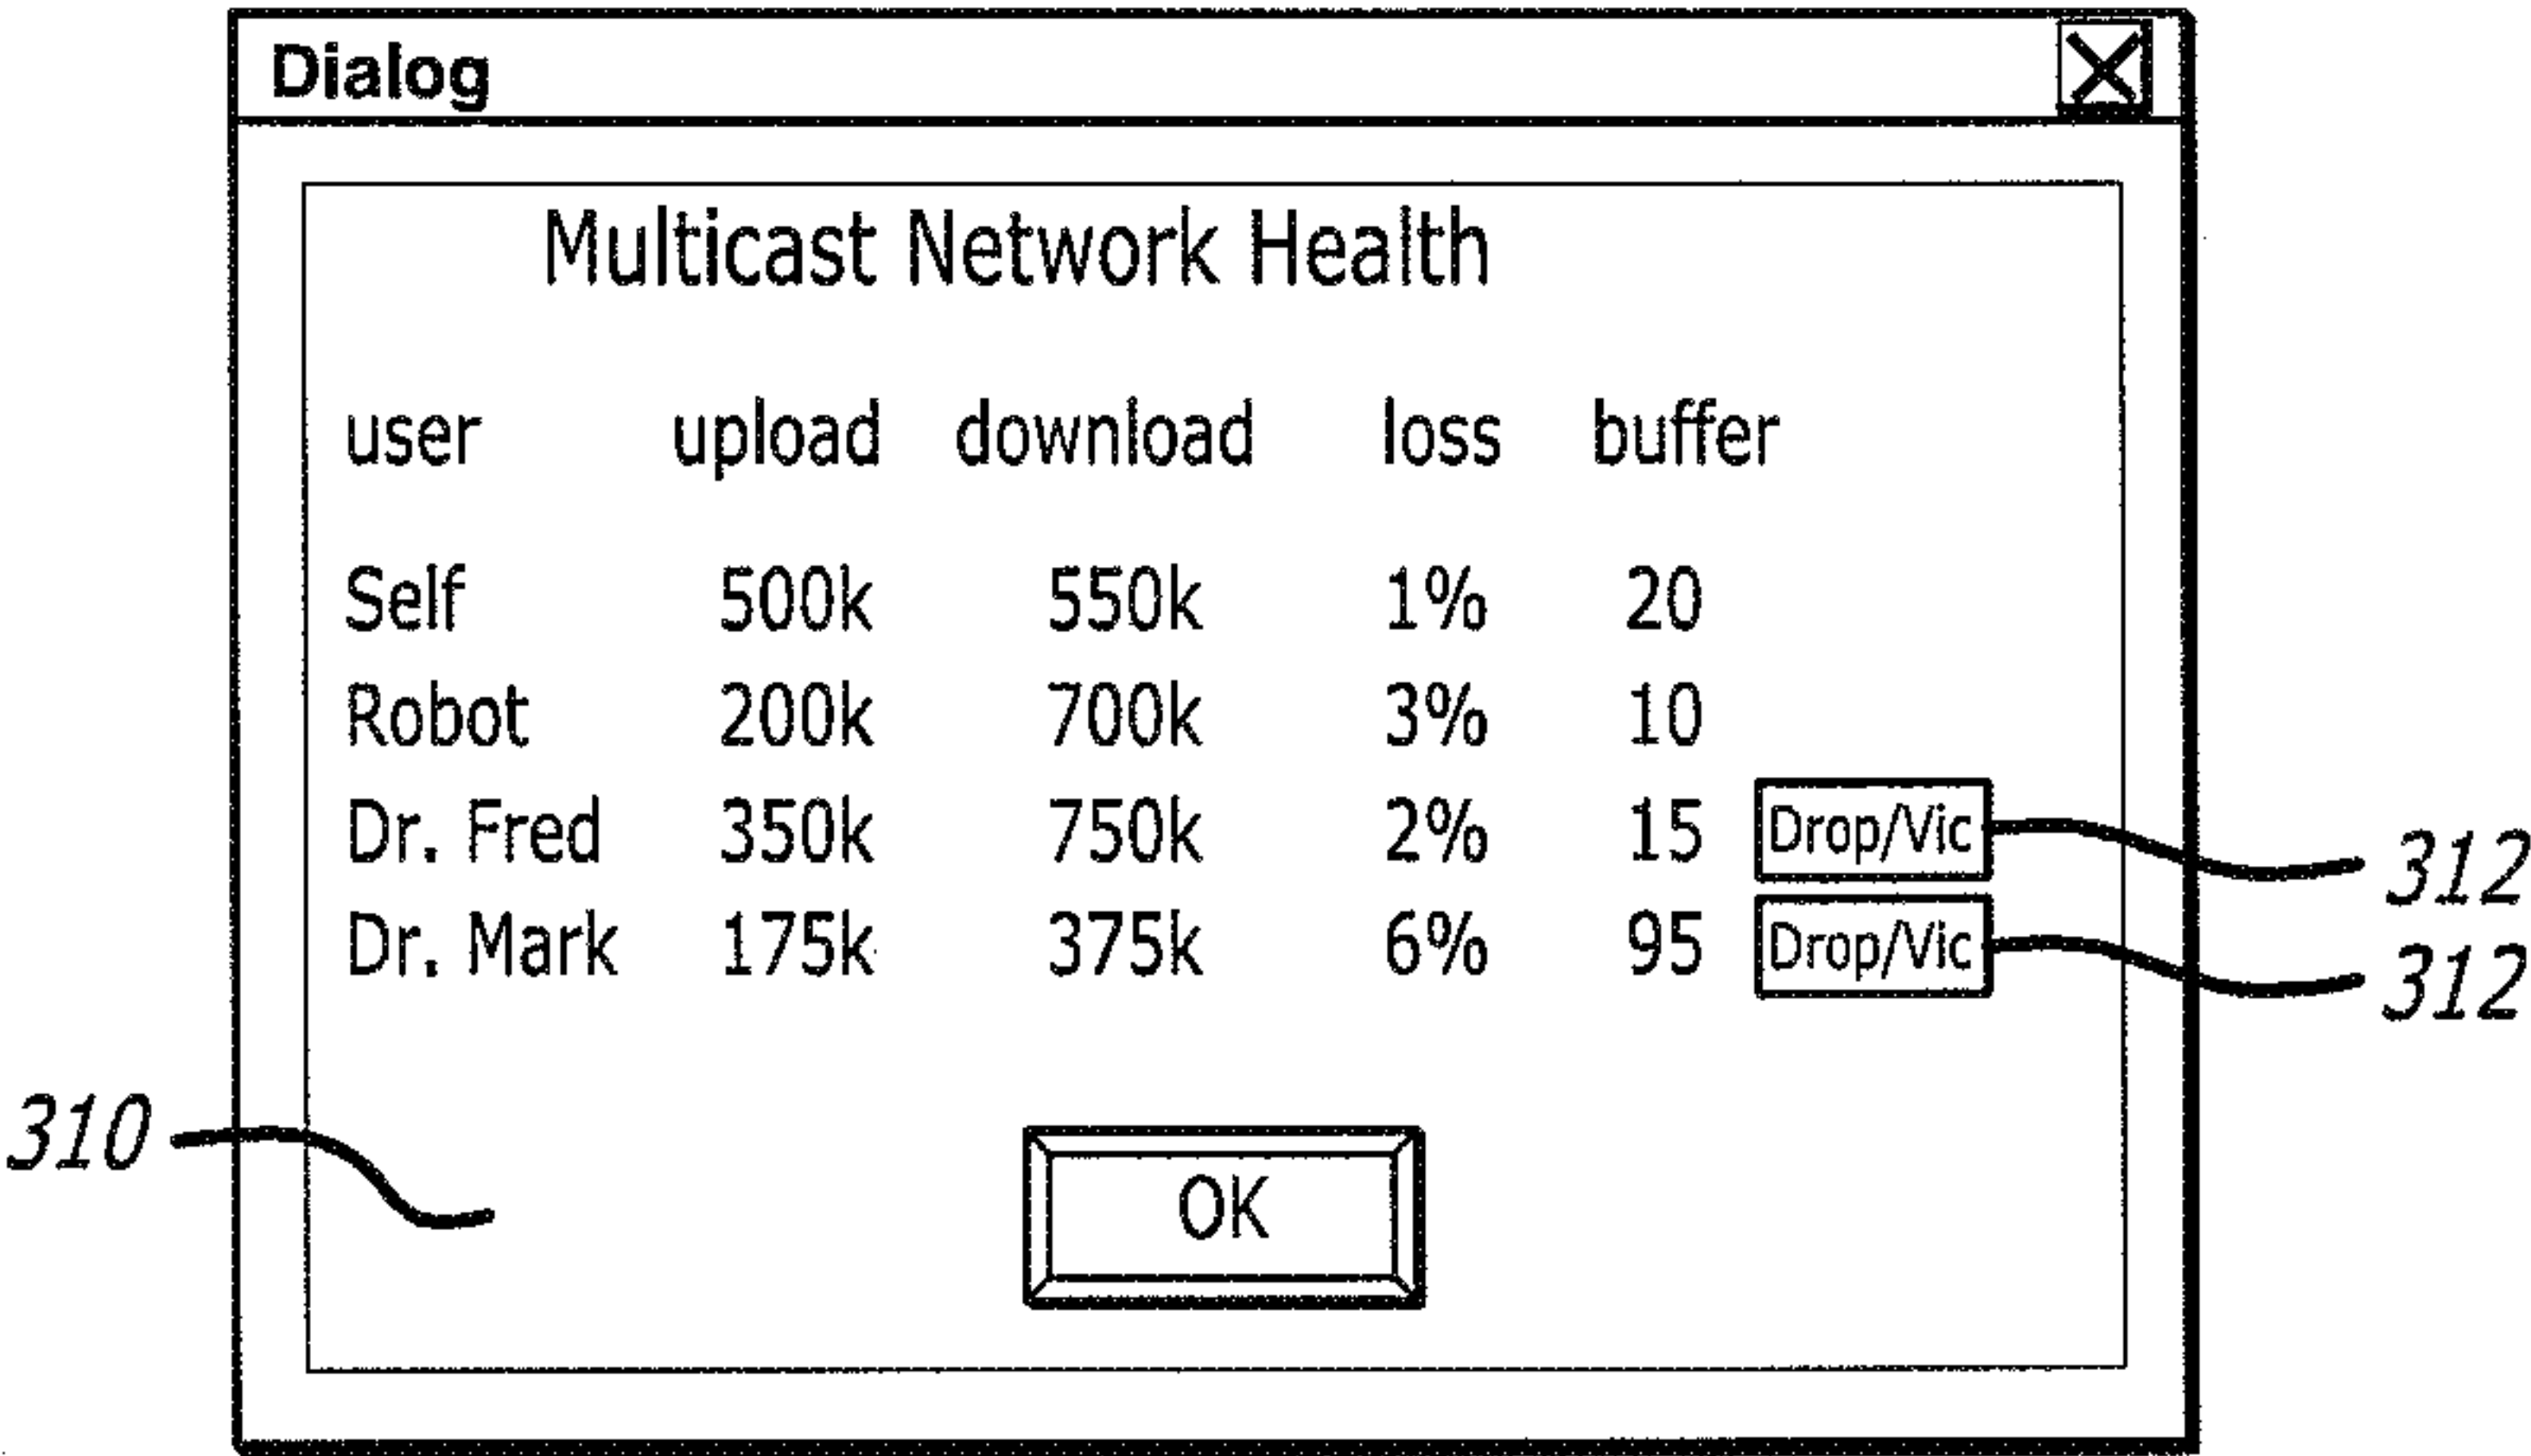 Dialog
Multicast Network Health
user upload download loss buffer
Self 500k 550k 1% 20
Robot 200k 700k 3% 10
Dr. Fred 350k 750k 2% 15 Drop/Vic 312
Dr. Mark 175k 375k 6% 95 Drop/Vic 312
310
OK